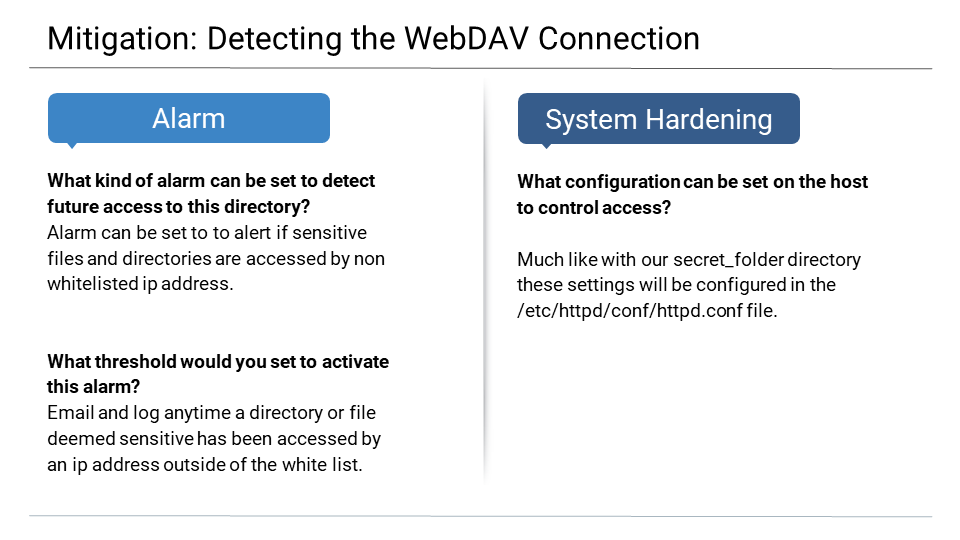 Mitigation: Detecting the WebDAV Connection
Alarm
What kind of alarm can be set to detect
future access to this directory?
Alarm can be set to to alert if sensitive
files and directories are accessed by non
whitelisted ip address.
What threshold would you set to activate
this alarm?
Email and log anytime a directory or file
deemed sensitive has been accessed by
an ip address outside of the white list.
System Hardening
What configuration can be set on the host
to control access?
Much like with our secret_folder directory
these settings will be configured in the
/etc/httpd/conf/httpd.conf file.